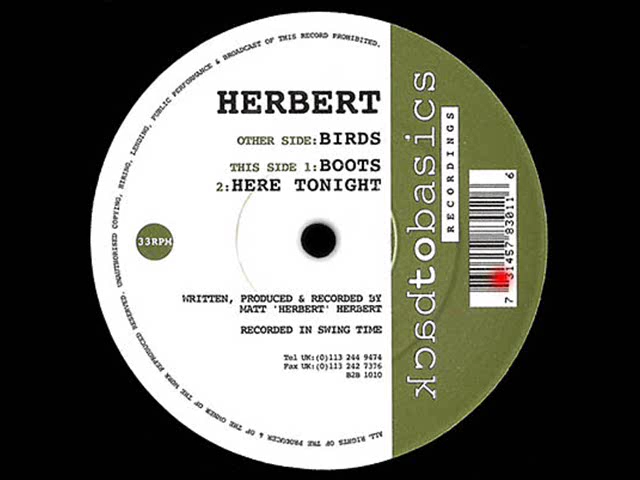 HERBERT
OTHER SIDE:BIRDS
THIS SIDE 1:BOOTS
2:HERE TONIGHT
33RPM
WRITTEN, PRODUCED & RECORDED BY
MATT 'HERBERT' HERBERT
RECORDED IN SWING TIME
Tel UK:(0)113 244 9474
Fax UK:(0)113 242 7376
B2B 1010
backtobasics
RECORDINGS
7 31457 83011 6
ALL RIGHTS OF THE PRODUCER & OF THE OWNER OF THE WORK REPRODUCED RESERVED. UNAUTHORISED COPYING, HIRING, LENDING, PUBLIC PERFORMANCE & BROADCAST OF THIS RECORD PROHIBITED.